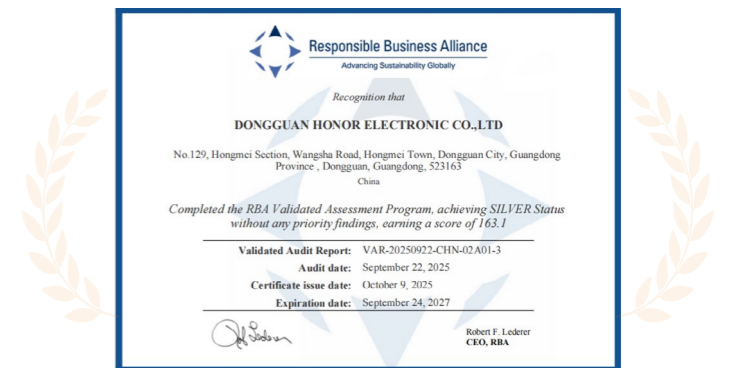 Responsible Business Alliance
Advancing Sustainability Globally
Recognition that
DONGGUAN HONOR ELECTRONIC CO.,LTD
No.129, Hongmei Section, Wangsha Road, Hongmei Town, Dongguan City, Guangdong
Province , Dongguan, Guangdong, 523163
China
Completed the RBA Validated Assessment Program, achieving SILVER Status
without any priority findings, earning a score of 163.1
Validated Audit Report: VAR-20250922-CHN-02A01-3
Audit date: September 22, 2025
Certificate issue date: October 9, 2025
Expiration date: September 24, 2027
Robert F. Lederer
CEO, RBA